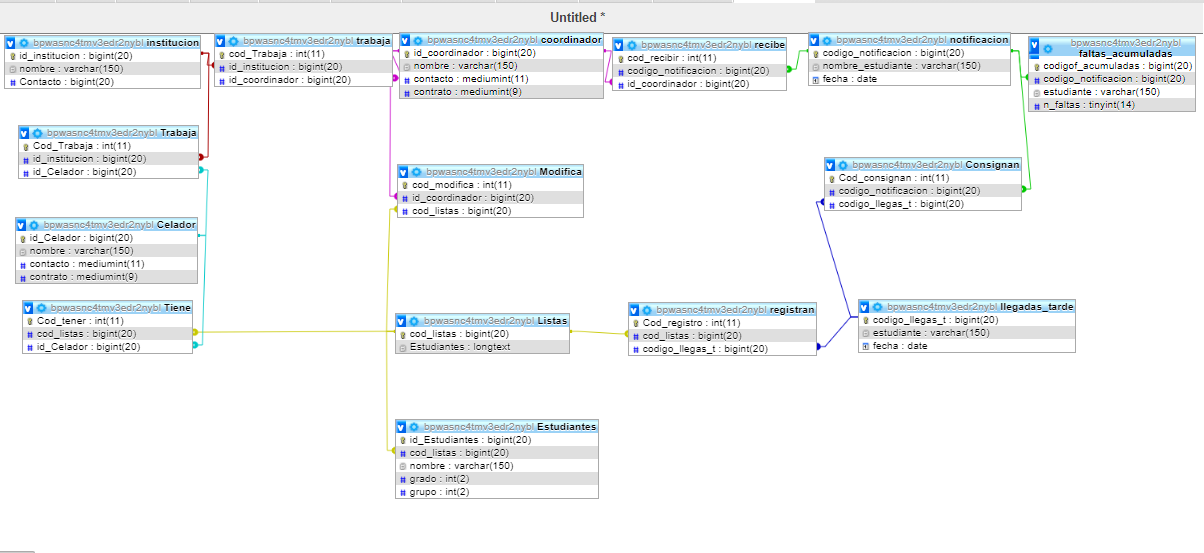 Untitled *
bpwasnc4tmv3edr2nybl institucion
id_institucion : bigint(20)
nombre : varchar(150)
Contacto : bigint(20)
bpwasnc4tmv3edr2nybl trabaja
cod_Trabaja : int(11)
id_institucion : bigint(20)
id_coordinador : bigint(20)
bpwasnc4tmv3edr2nybl coordinador
id_coordinador : bigint(20)
nombre : varchar(150)
contacto : mediumint(11)
contrato : mediumint(9)
bpwasnc4tmv3edr2nybl recibe
cod_recibir : int(11)
codigo_notificacion : bigint(20)
id_coordinador : bigint(20)
bpwasnc4tmv3edr2nybl notificacion
codigo_notificacion : bigint(20)
nombre_estudiante : varchar(150)
fecha : date
bpwasnc4tmv3edr2nybl
faltas_acumuladas
codigof_acumuladas : bigint(20)
codigo_notificacion : bigint(20)
estudiante : varchar(150)
n_faltas : tinyint(14)
bpwasnc4tmv3edr2nybl Trabaja
Cod_Trabaja : int(11)
id_institucion : bigint(20)
id_Celador : bigint(20)
bpwasnc4tmv3edr2nybl Modifica
cod_modifica : int(11)
id_coordinador : bigint(20)
cod_listas : bigint(20)
bpwasnc4tmv3edr2nybl Consignan
Cod_consignan : int(11)
codigo_notificacion : bigint(20)
codigo_llegas_t : bigint(20)
bpwasnc4tmv3edr2nybl Celador
id_Celador : bigint(20)
nombre : varchar(150)
contacto : mediumint(11)
contrato : mediumint(9)
bpwasnc4tmv3edr2nybl Tiene
Cod_tener : int(11)
cod_listas : bigint(20)
id_Celador : bigint(20)
bpwasnc4tmv3edr2nybl Listas
cod_listas : bigint(20)
Estudiantes : longtext
bpwasnc4tmv3edr2nybl registran
Cod_registro : int(11)
cod_listas : bigint(20)
codigo_llegas_t : bigint(20)
bpwasnc4tmv3edr2nybl llegadas_tarde
codigo_llegas_t : bigint(20)
estudiante : varchar(150)
fecha : date
bpwasnc4tmv3edr2nybl Estudiantes
id_Estudiantes : bigint(20)
cod_listas : bigint(20)
nombre : varchar(150)
grado : int(2)
grupo : int(2)